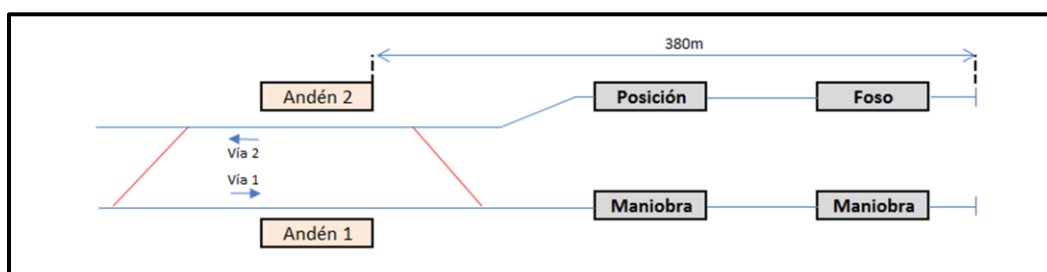 380m
Andén 2
Posición
Foso
Vía 2
Vía 1
Maniobra
Maniobra
Andén 1